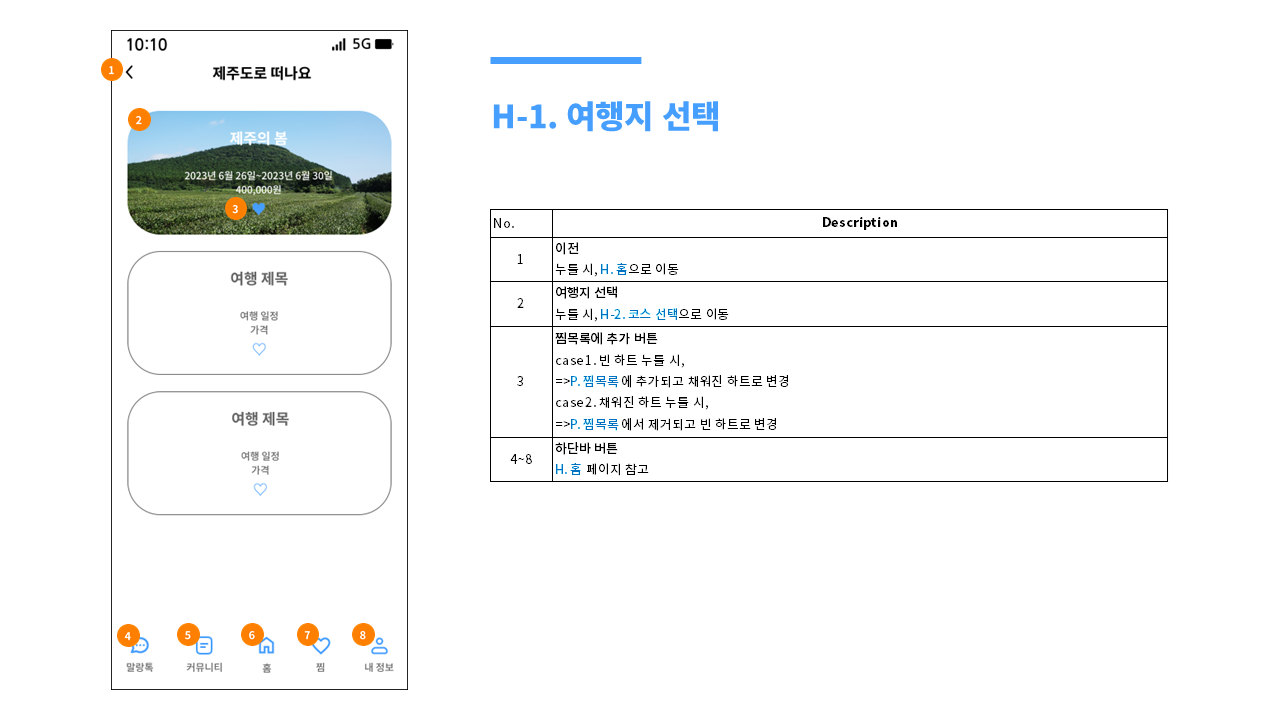 10:10
5G
1
제주도로 떠나요
2
제주의 봄
2023년 6월 26일~2023년 6월 30일
400,000원
3
여행 제목
여행 일정
가격
여행 제목
여행 일정
가격
4 5 6 7 8
말랑톡 커뮤니티 홈 찜 내 정보
H-1. 여행지 선택
No. Description
1
이전
누를 시, H. 홈으로 이동
2
여행지 선택
누를 시, H-2. 코스 선택으로 이동
3
찜목록에 추가 버튼
case1. 빈 하트 누를 시,
=>P. 찜목록에 추가되고 채워진 하트로 변경
case2. 채워진 하트 누를 시,
=>P. 찜목록에서 제거되고 빈 하트로 변경
4~8
하단바 버튼
H. 홈 페이지 참고